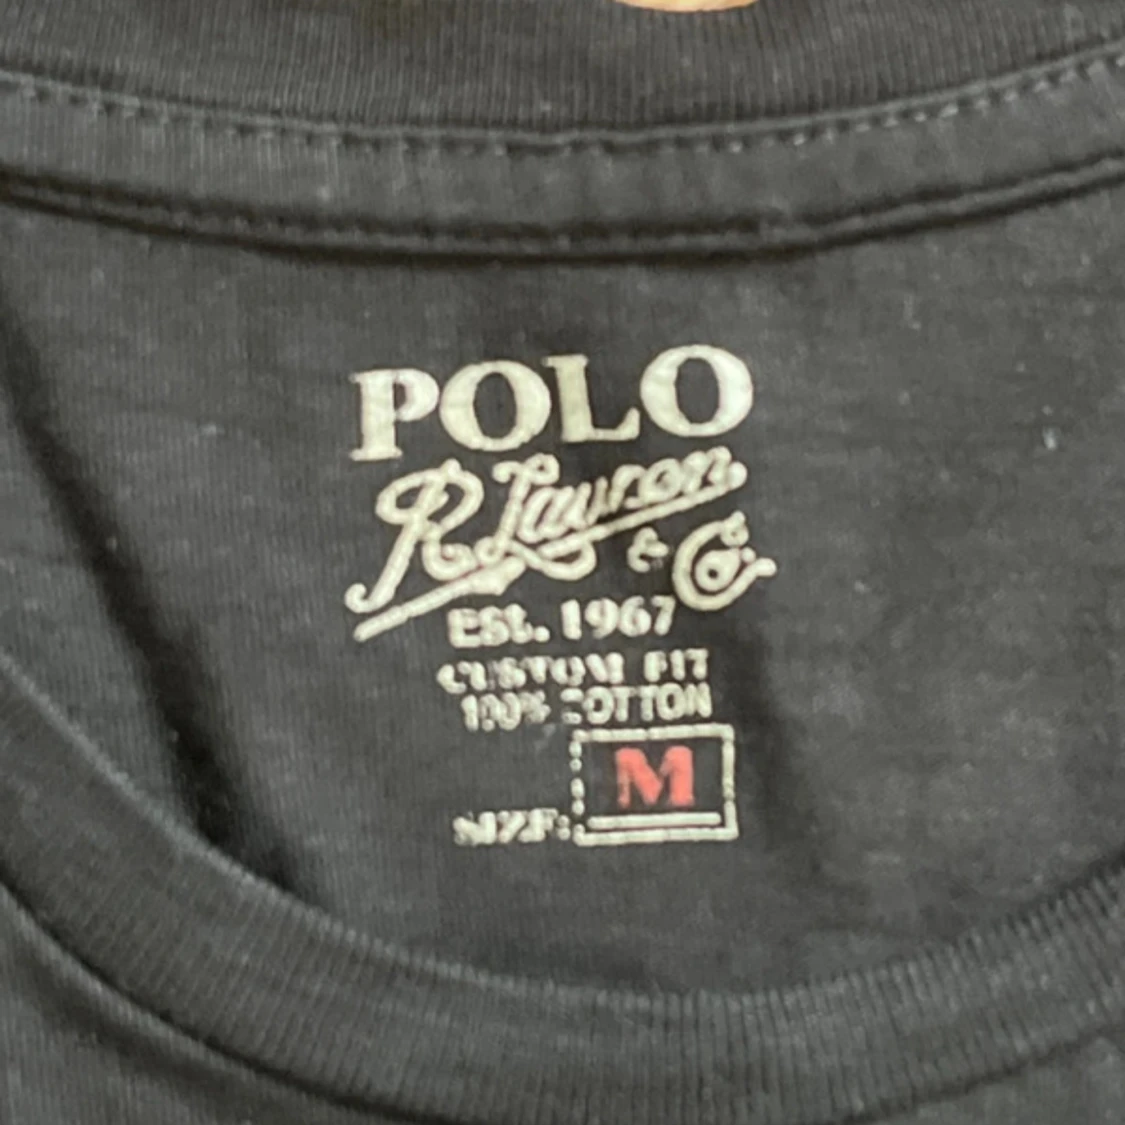 POLO
R Lauren
& Co.
EST. 1967
CUSTOM FIT
100% COTTON
M
SIZE: